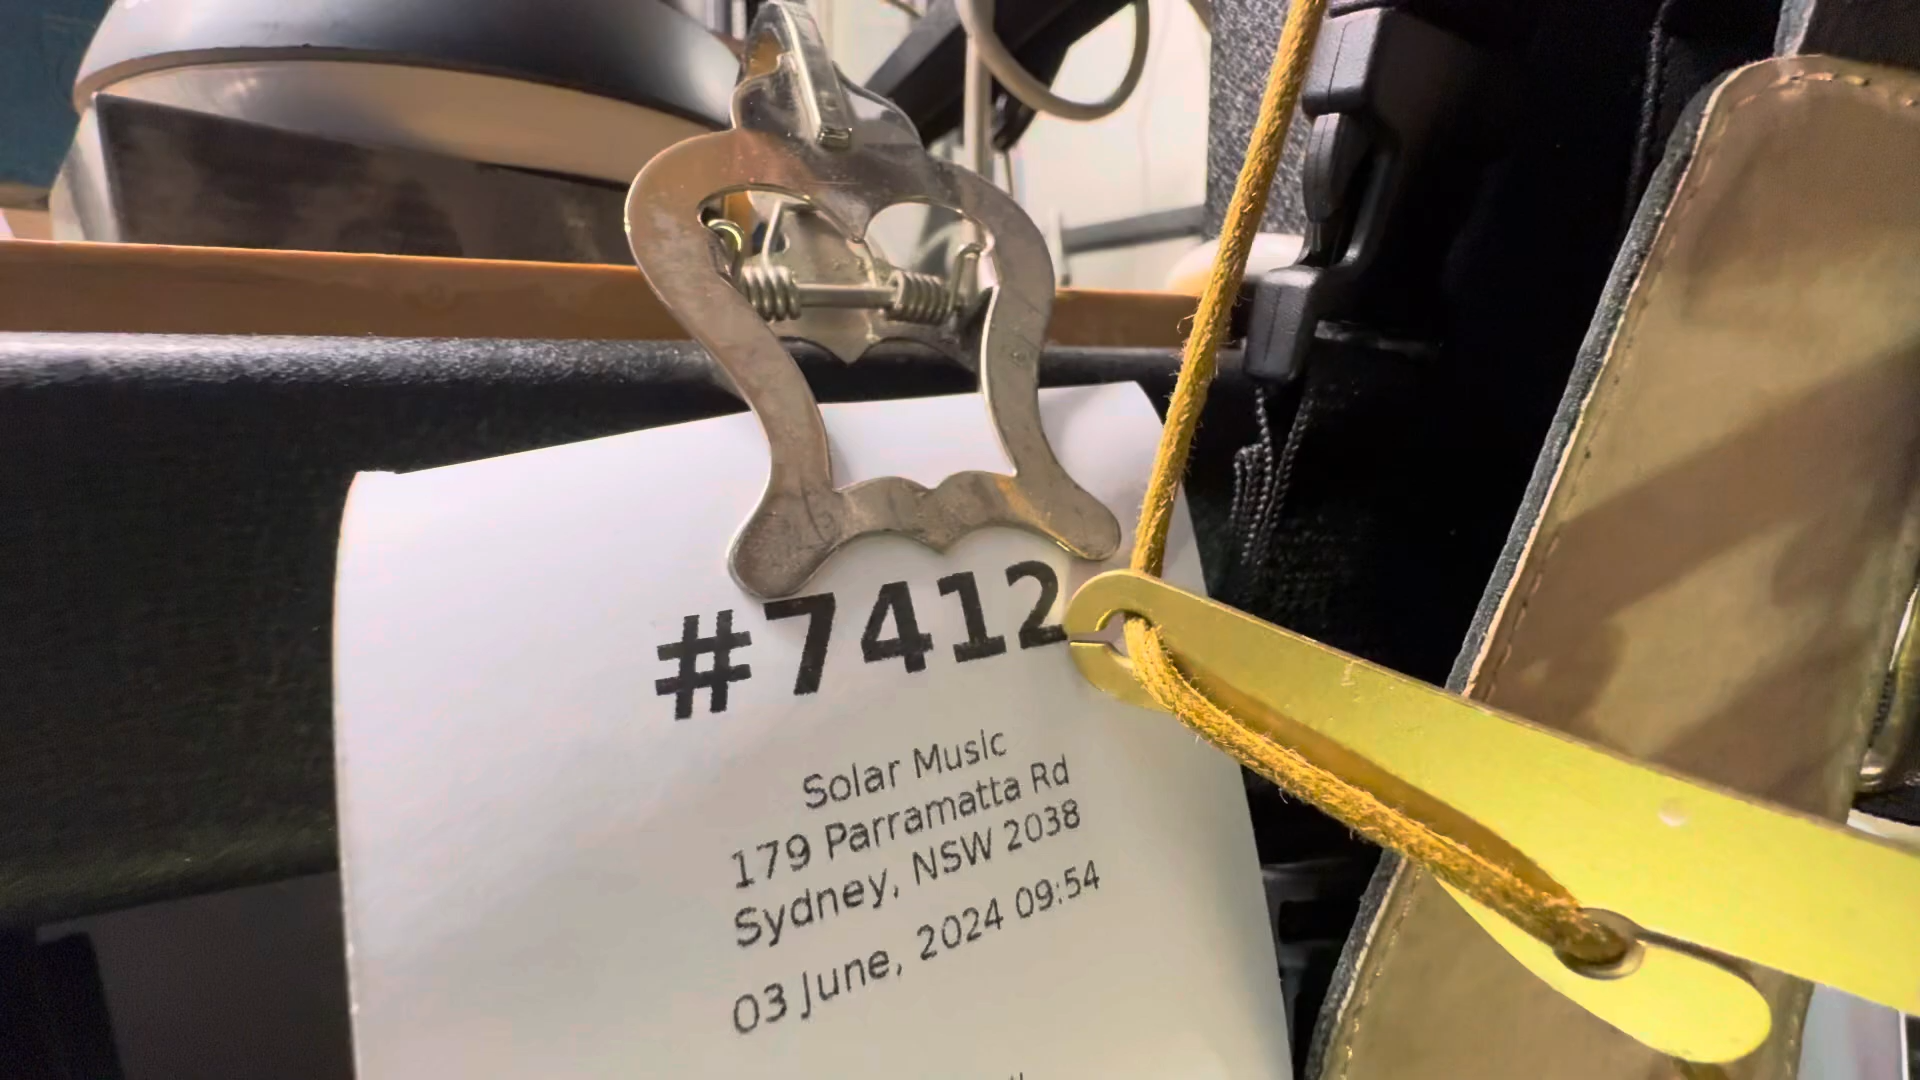 #7412
Solar Music
179 Parramatta Rd
Sydney, NSW 2038
03 June, 2024 09:54